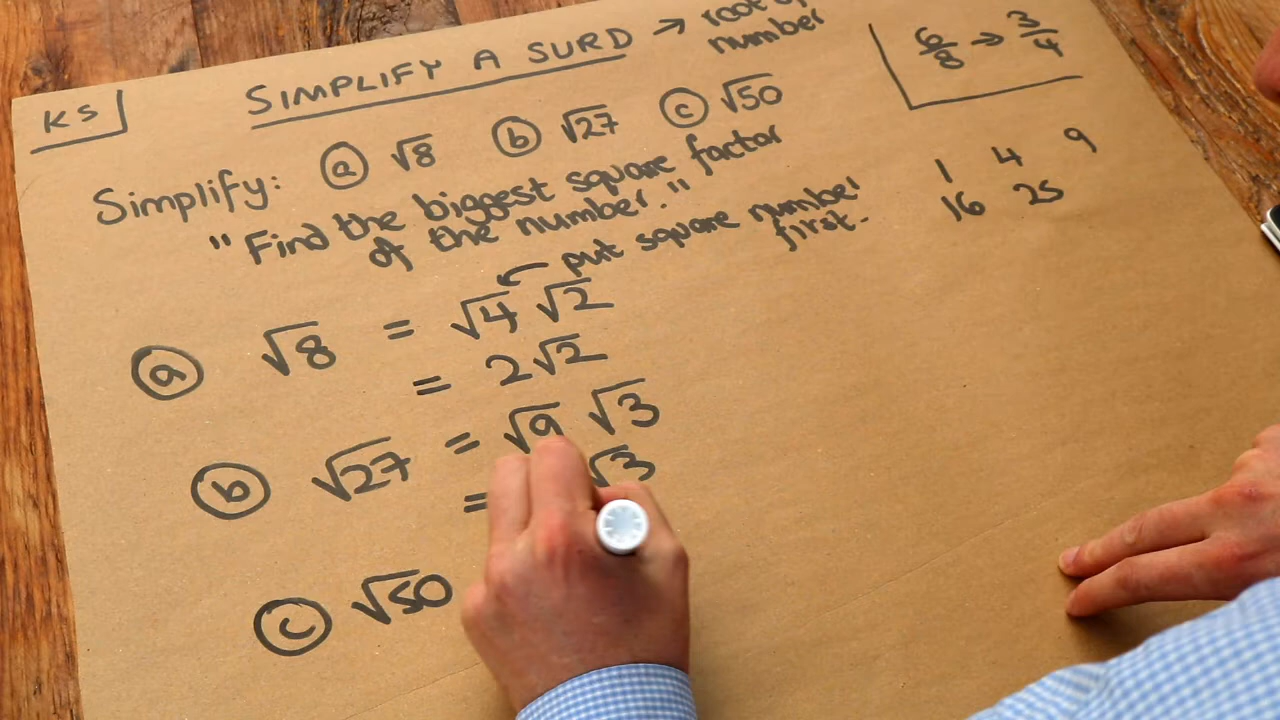 KS
SIMPLIFY A SURD → root
number
6/8 → 3/4
Simplify: ⓐ √8 ⓑ √27 ⓒ √50
"Find the biggest square factor
of the number."
put square number
first.
1 4 9
16 25
ⓐ √8 = √4 √2
= 2√2
ⓑ √27 = √9 √3
= √3
ⓒ √50